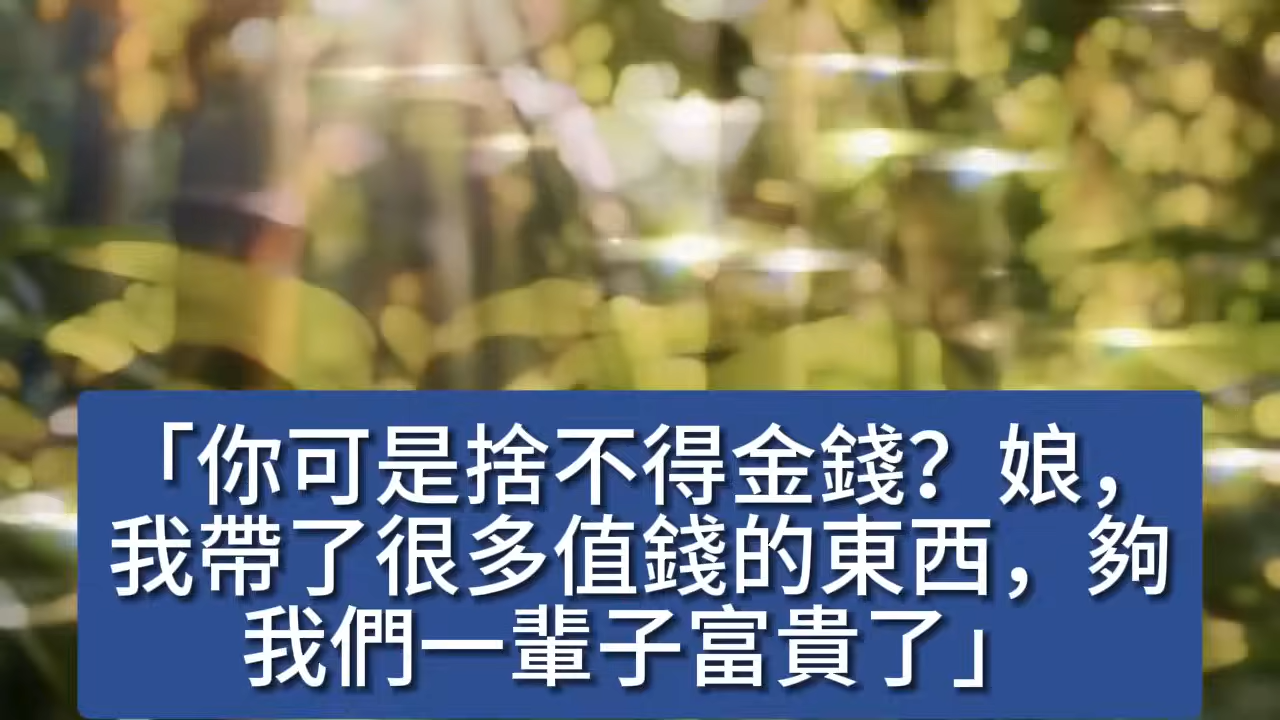 「你可是捨不得金錢？娘，
我帶了很多值錢的東西，夠
我們一輩子富貴了」